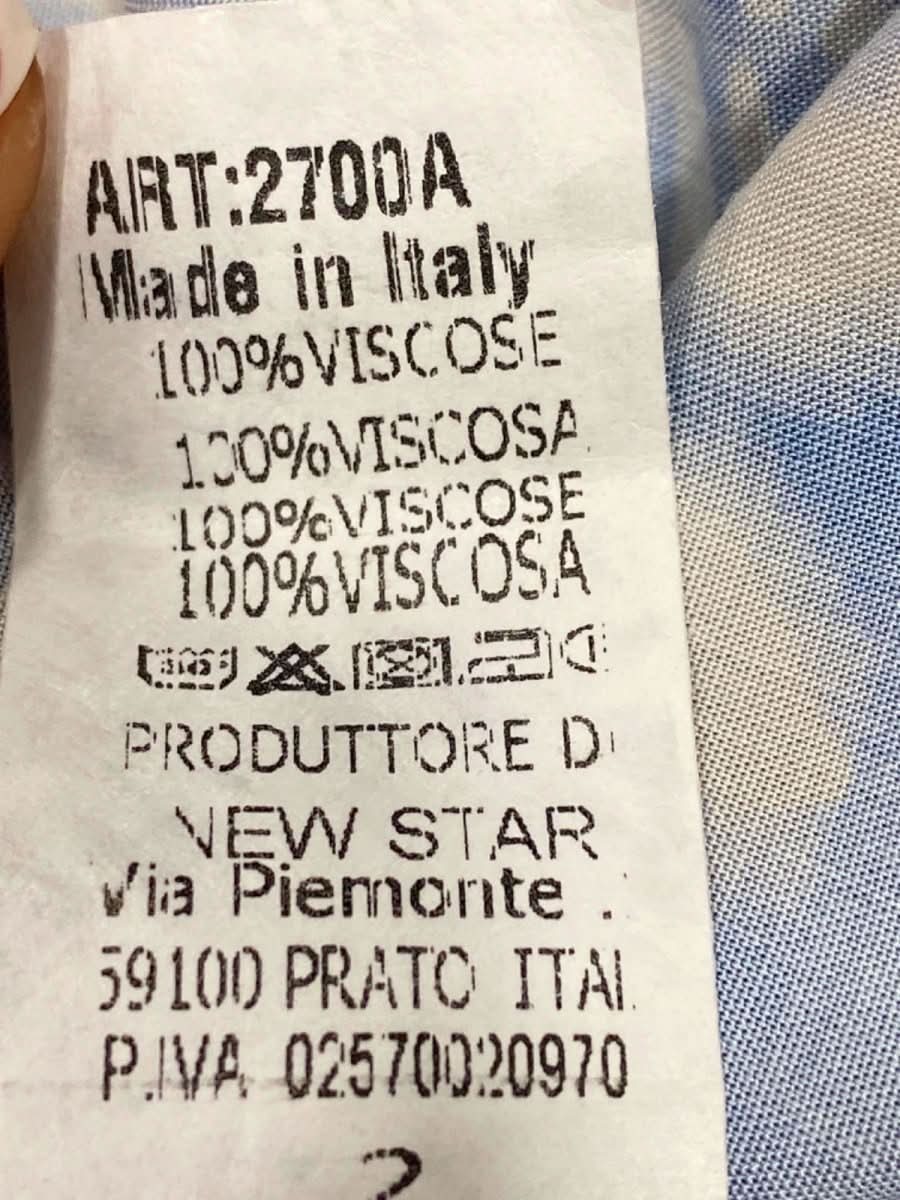 ART:2700A
Made in Italy
100%VISCOSE
100%VISCOSA
100%VISCOSE
100%VISCOSA
PRODUTTORE D
NEW STAR
Via Piemonte
59100 PRATO ITAL
P.IVA 02570020970